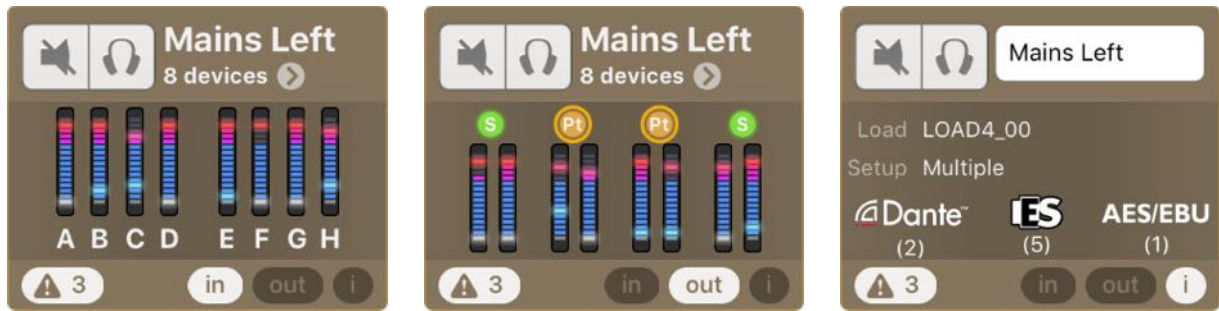 Mains Left
8 devices
A B C D E F G H
3
in out i
Mains Left
8 devices
S Pt Pt S
3
in out i
Mains Left
Load LOAD4_00
Setup Multiple
Dante™ ES AES/EBU
(2) (5) (1)
3
in out i